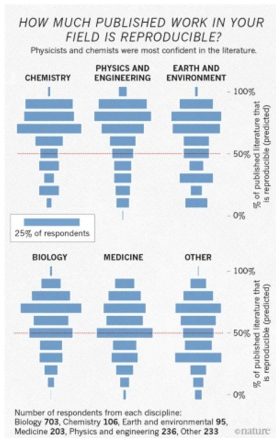 HOW MUCH PUBLISHED WORK IN YOUR
FIELD IS REPRODUCIBLE?
Physicists and chemists were most confident in the literature.
CHEMISTRY
PHYSICS AND
ENGINEERING
EARTH AND
ENVIRONMENT
100%
50%
0%
% of published literature that
is reproducible (predicted)
25% of respondents
BIOLOGY
MEDICINE
OTHER
100%
50%
0%
% of published literature that
is reproducible (predicted)
Number of respondents from each discipline:
Biology 703, Chemistry 106, Earth and environmental 95,
Medicine 203, Physics and engineering 236, Other 233
©nature